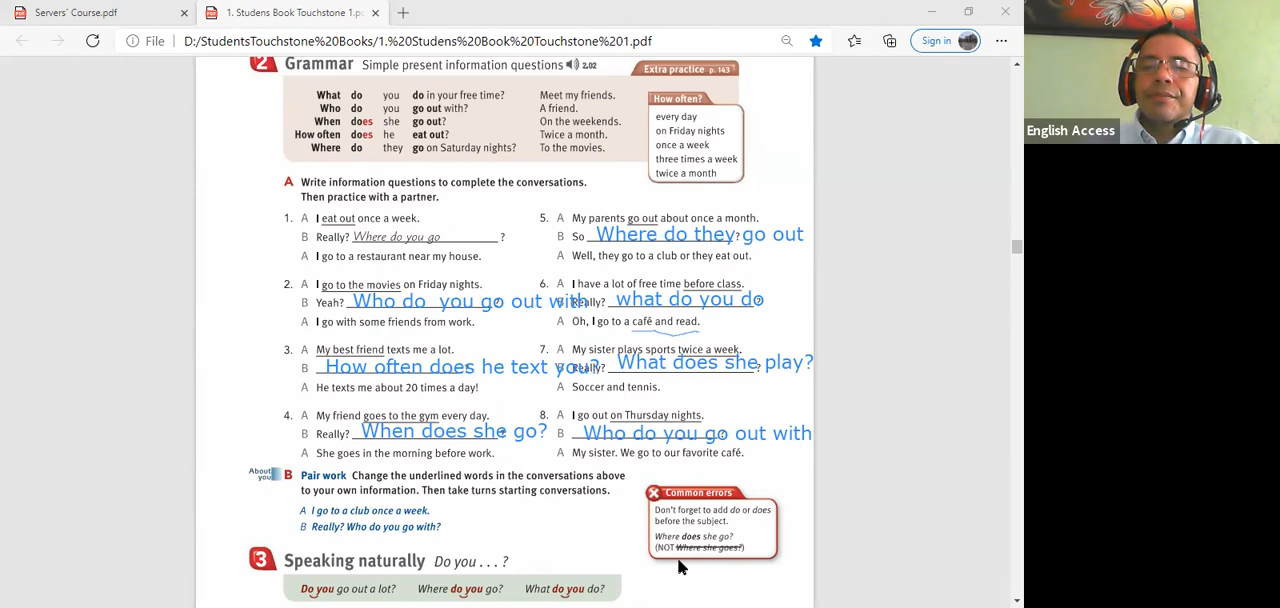 Servers' Course.pdf
1. Studens Book Touchstone 1.pc
Sign in
File
D:/StudentsTouchstone%20Books/1.%20Studens%20Book%20Touchstone%201.pdf
English Access
2 Grammar Simple present information questions 2.02
Extra practice p. 143
What do you do in your free time? Meet my friends.
Who do you go out with? A friend.
When does she go out? On the weekends.
How often does he eat out? Twice a month.
Where do they go on Saturday nights? To the movies.
How often?
every day
on Friday nights
once a week
three times a week
twice a month
A Write information questions to complete the conversations.
Then practice with a partner.
1. A I eat out once a week.
B Really? Where do you go ?
A I go to a restaurant near my house.
2. A I go to the movies on Friday nights.
B Yeah? Who do you go out with ?
A I go with some friends from work.
3. A My best friend texts me a lot.
B How often does he text you?
A He texts me about 20 times a day!
4. A My friend goes to the gym every day.
B Really? When does she go? ?
A She goes in the morning before work.
5. A My parents go out about once a month.
B So Where do they go out ?
A Well, they go to a club or they eat out.
6. A I have a lot of free time before class.
B Really? what do you do ?
A Oh, I go to a café and read.
7. A My sister plays sports twice a week.
B Really? What does she play? ?
A Soccer and tennis.
8. A I go out on Thursday nights.
B Who do you go out with ?
A My sister. We go to our favorite café.
About you B Pair work Change the underlined words in the conversations above
to your own information. Then take turns starting conversations.
A I go to a club once a week.
B Really? Who do you go with?
Common errors
Don't forget to add do or does
before the subject.
Where does she go?
(NOT Where she goes?)
3 Speaking naturally Do you . . . ?
Do you go out a lot? Where do you go? What do you do?